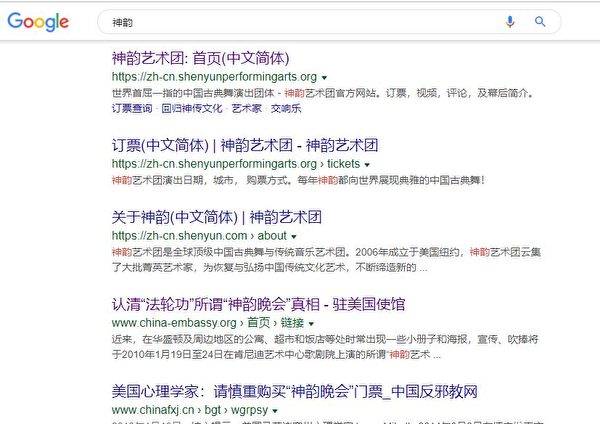 Google
神韵
神韵艺术团: 首页(中文简体)
https://zh-cn.shenyunperformingarts.org
世界首屈一指的中国古典舞演出团体 - 神韵艺术团官方网站。订票，视频，评论，及幕后简介。
订票查询 · 回归神传文化 · 艺术家 · 交响乐
订票(中文简体) | 神韵艺术团 - 神韵艺术团
https://zh-cn.shenyunperformingarts.org › tickets
神韵艺术团演出日期，城市， 购票方式。每年神韵都向世界展现典雅的中国古典舞！
关于神韵(中文简体) | 神韵艺术团
https://zh-cn.shenyun.com › about
神韵艺术团是全球顶级中国古典舞与传统音乐艺术团。2006年成立于美国纽约，神韵艺术团云集
了大批菁英艺术家，为恢复与弘扬中国传统文化艺术，不断缔造新的 ...
认清“法轮功”所谓“神韵晚会”真相 - 驻美国使馆
www.china-embassy.org › 首页 › 链接
近来，在华盛顿及周边地区的公寓、超市和饭店等处时常出现一些小册子和海报，宣传、吹捧将
于2010年1月19日至24日在肯尼迪艺术中心歌剧院上演的所谓“神韵艺术 ...
美国心理学家：请慎重购买“神韵晚会”门票_中国反邪教网
www.chinafxj.cn › bgt › wgrpsy